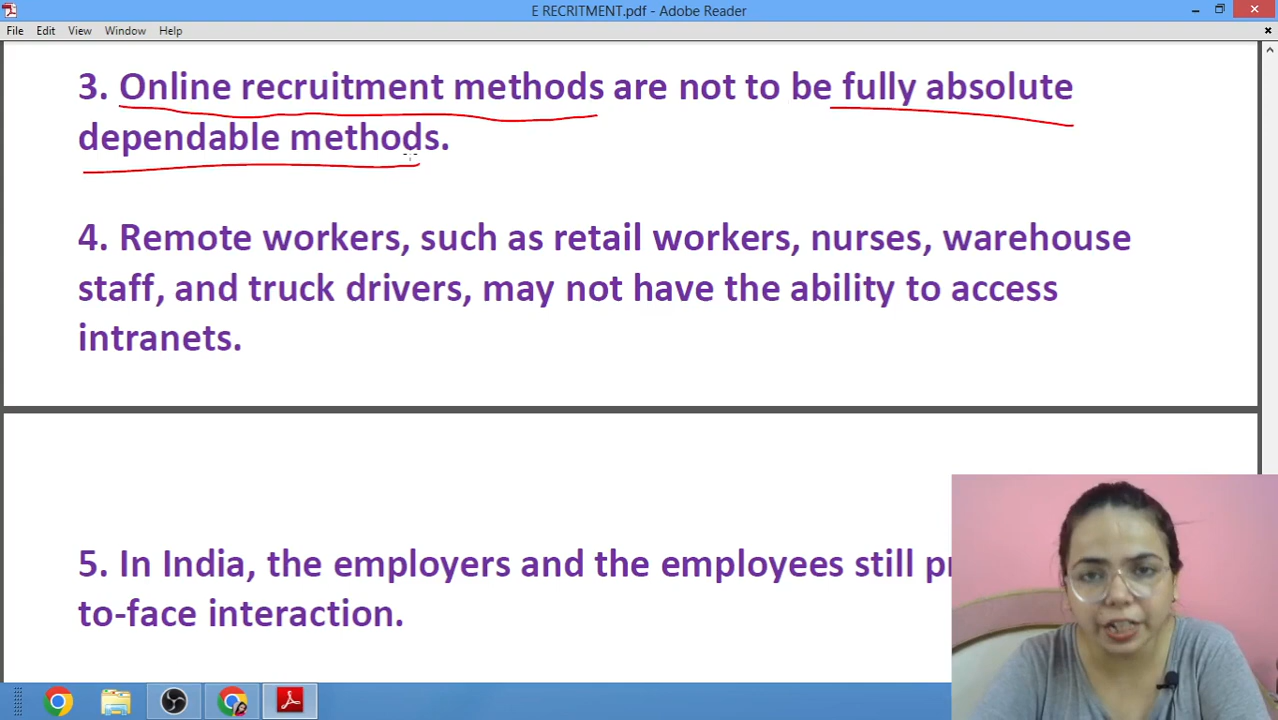 E RECRITMENT.pdf - Adobe Reader
File Edit View Window Help
3. Online recruitment methods are not to be fully absolute
dependable methods.
4. Remote workers, such as retail workers, nurses, warehouse
staff, and truck drivers, may not have the ability to access
intranets.
5. In India, the employers and the employees still
to-face interaction.